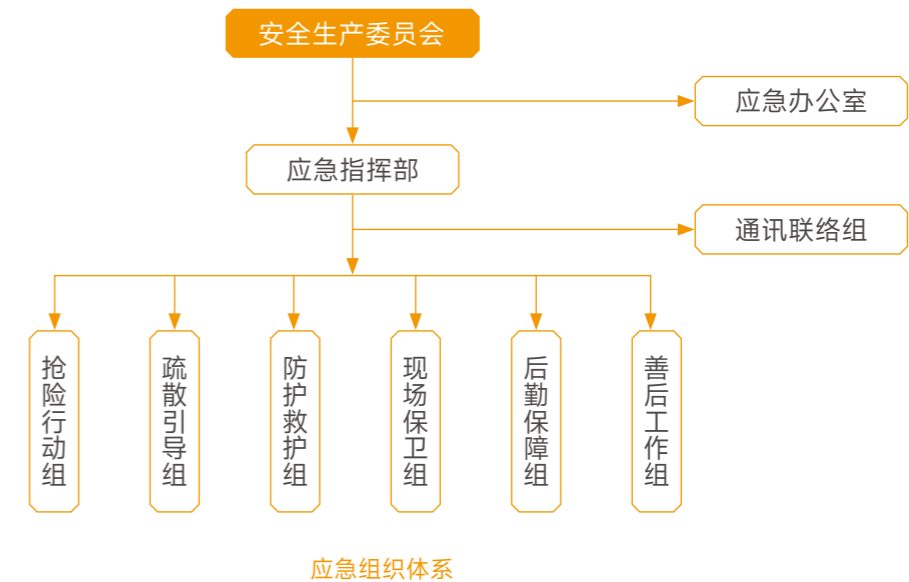 安全生产委员会
应急办公室
应急指挥部
通讯联络组
抢险行动组
疏散引导组
防护救护组
现场保卫组
后勤保障组
善后工作组
应急组织体系